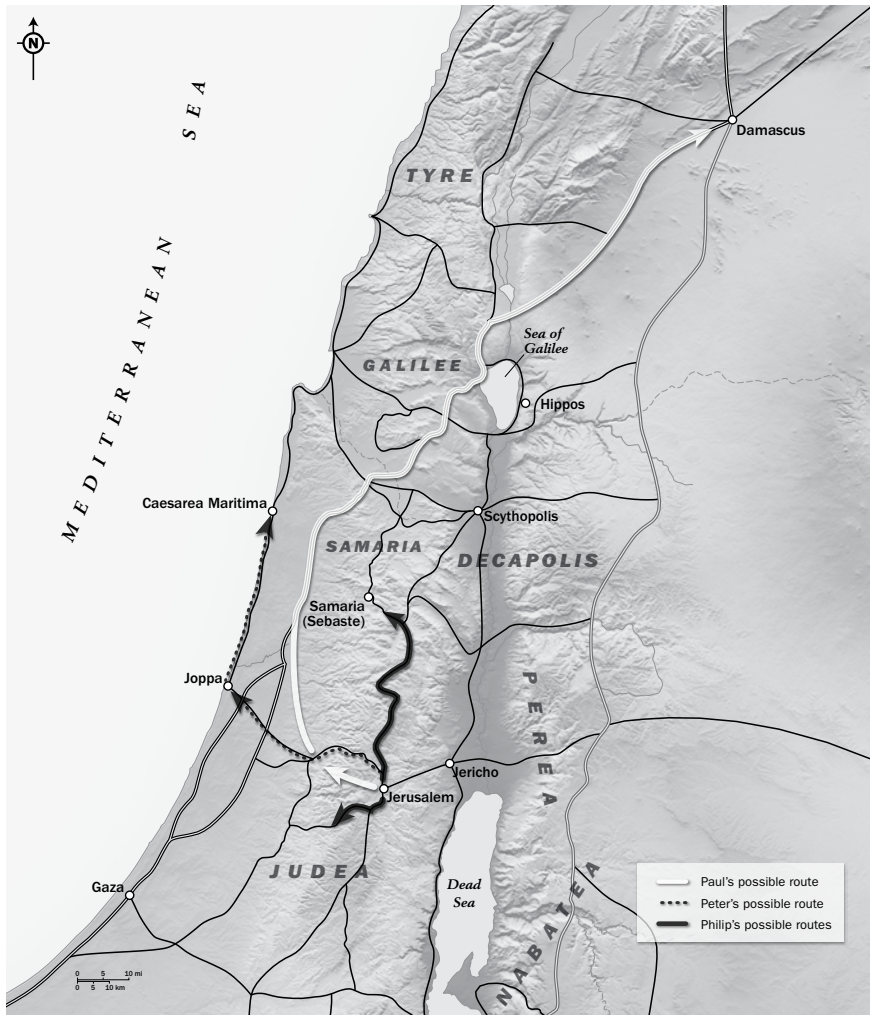 N
SEA
MEDITERRANEAN
TYRE
Damascus
Sea of
Galilee
GALILEE
Hippos
Caesarea Maritima
Scythopolis
SAMARIA
DECAPOLIS
Samaria
(Sebaste)
Joppa
PEREA
Jericho
Jerusalem
JUDEA
Gaza
Dead
Sea
NABATEA
Paul's possible route
Peter's possible route
Philip's possible routes
0 5 10 mi
0 5 10 km